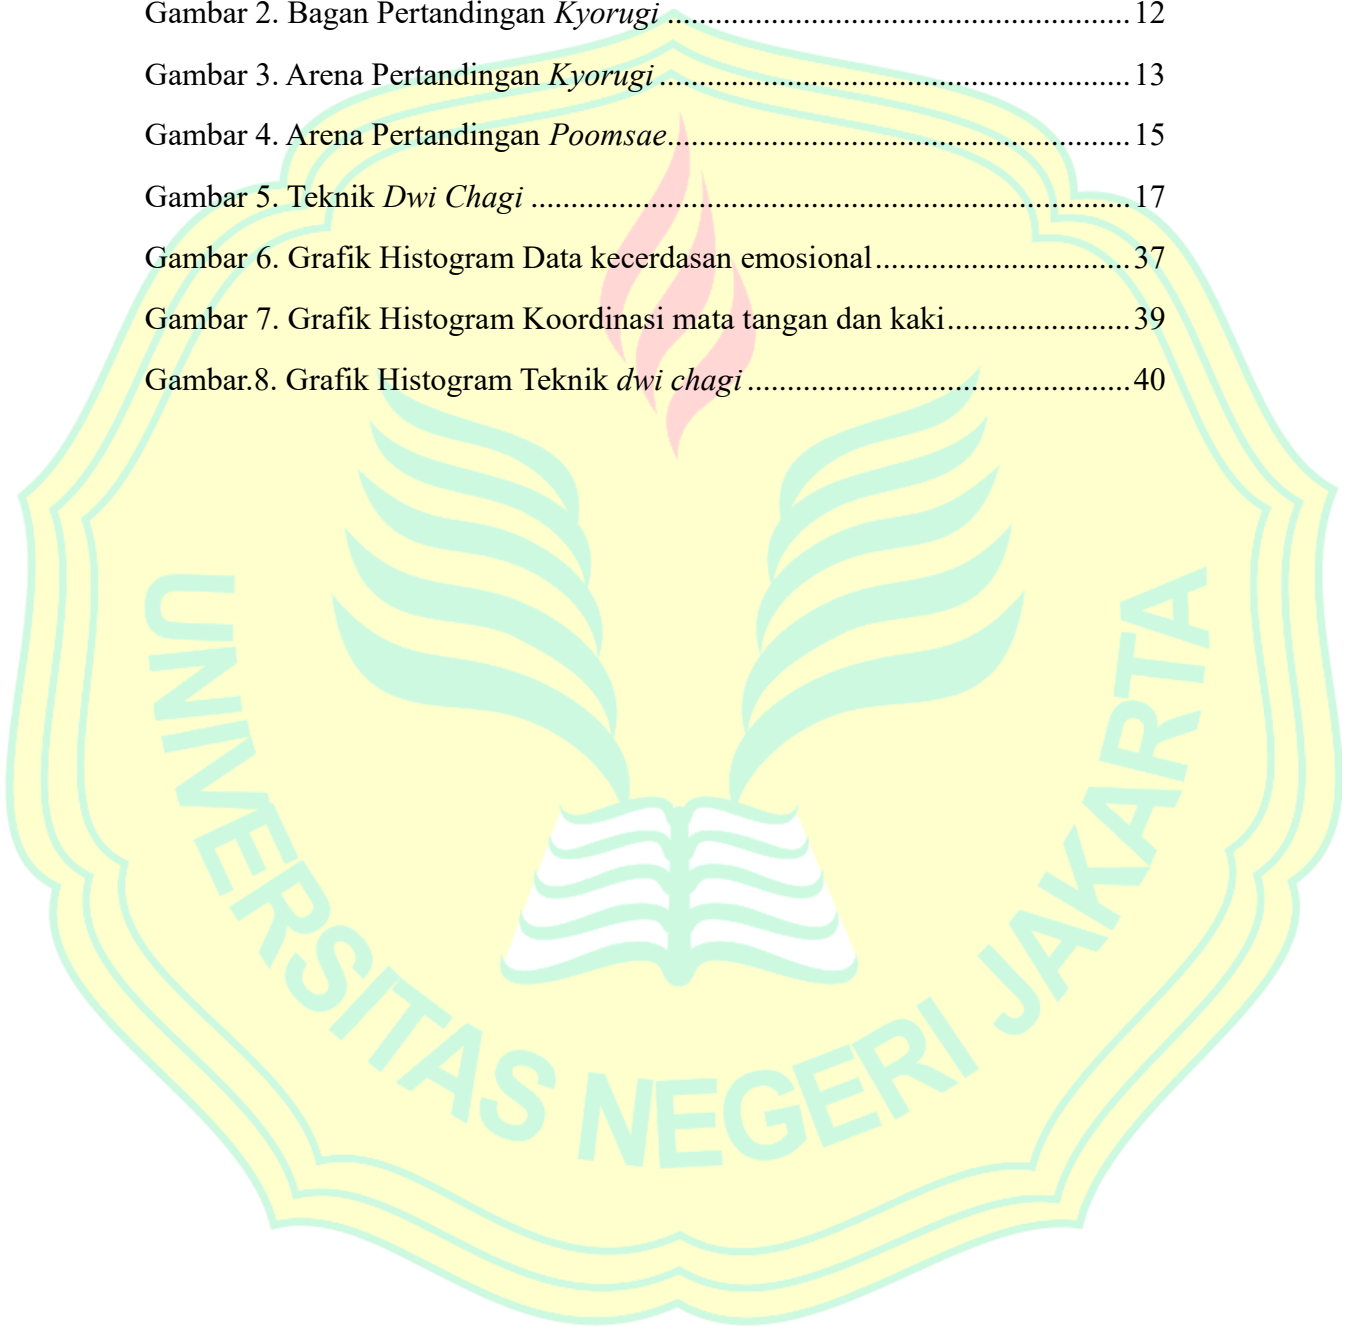 Gambar 2. Bagan Pertandingan Kyorugi ..........................................................12
Gambar 3. Arena Pertandingan Kyorugi ...........................................................13
Gambar 4. Arena Pertandingan Poomsae..........................................................15
Gambar 5. Teknik Dwi Chagi ...........................................................................17
Gambar 6. Grafik Histogram Data kecerdasan emosional................................37
Gambar 7. Grafik Histogram Koordinasi mata tangan dan kaki.......................39
Gambar.8. Grafik Histogram Teknik dwi chagi ................................................40
UNIVERSITAS NEGERI JAKARTA